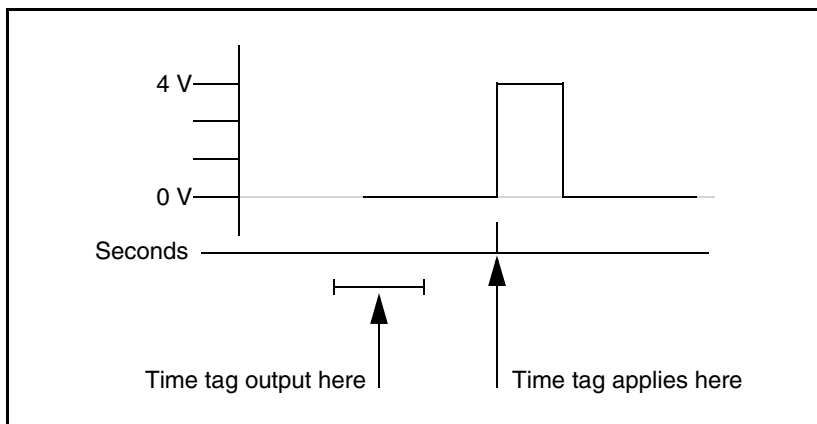 4 V
0 V
Seconds
Time tag output here
Time tag applies here